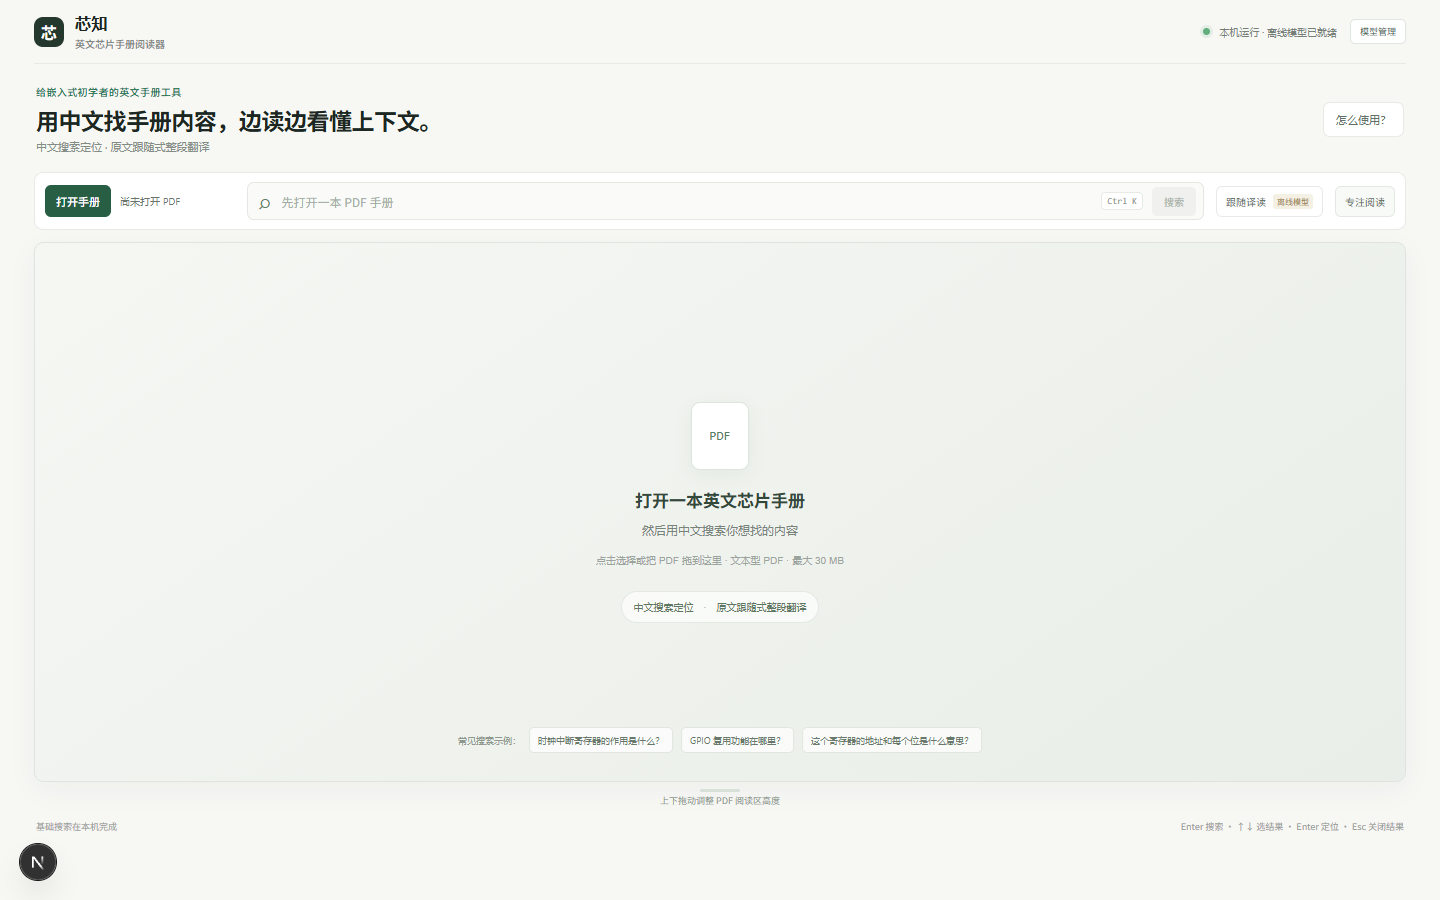 芯
芯知
英文芯片手册阅读器
本机运行 · 离线模型已就绪
模型管理
给嵌入式初学者的英文手册工具
用中文找手册内容，边读边看懂上下文。
中文搜索定位 · 原文跟随式整段翻译
怎么使用？
打开手册
尚未打开 PDF
先打开一本 PDF 手册
Ctrl K
搜索
跟随译读
离线模型
专注阅读
PDF
打开一本英文芯片手册
然后用中文搜索你想找的内容
点击选择或把 PDF 拖到这里 · 文本型 PDF · 最大 30 MB
中文搜索定位 · 原文跟随式整段翻译
常见搜索示例：
时钟中断寄存器的作用是什么？
GPIO 复用功能在哪里？
这个寄存器的地址和每个位是什么意思？
上下拖动调整 PDF 阅读区高度
基础搜索在本机完成
Enter 搜索 · ↑↓ 选结果 · Enter 定位 · Esc 关闭结果
N